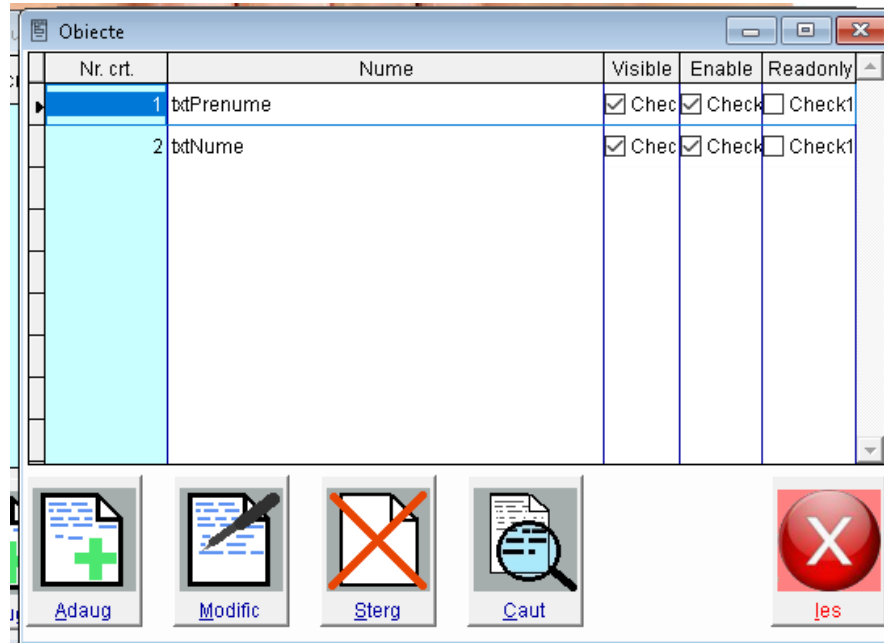 Obiecte
Nr. crt. Nume Visible Enable Readonly
1 txtPrenume Chec Check Check1
2 txtNume Chec Check Check1
Adaug Modific Sterg Caut Ies